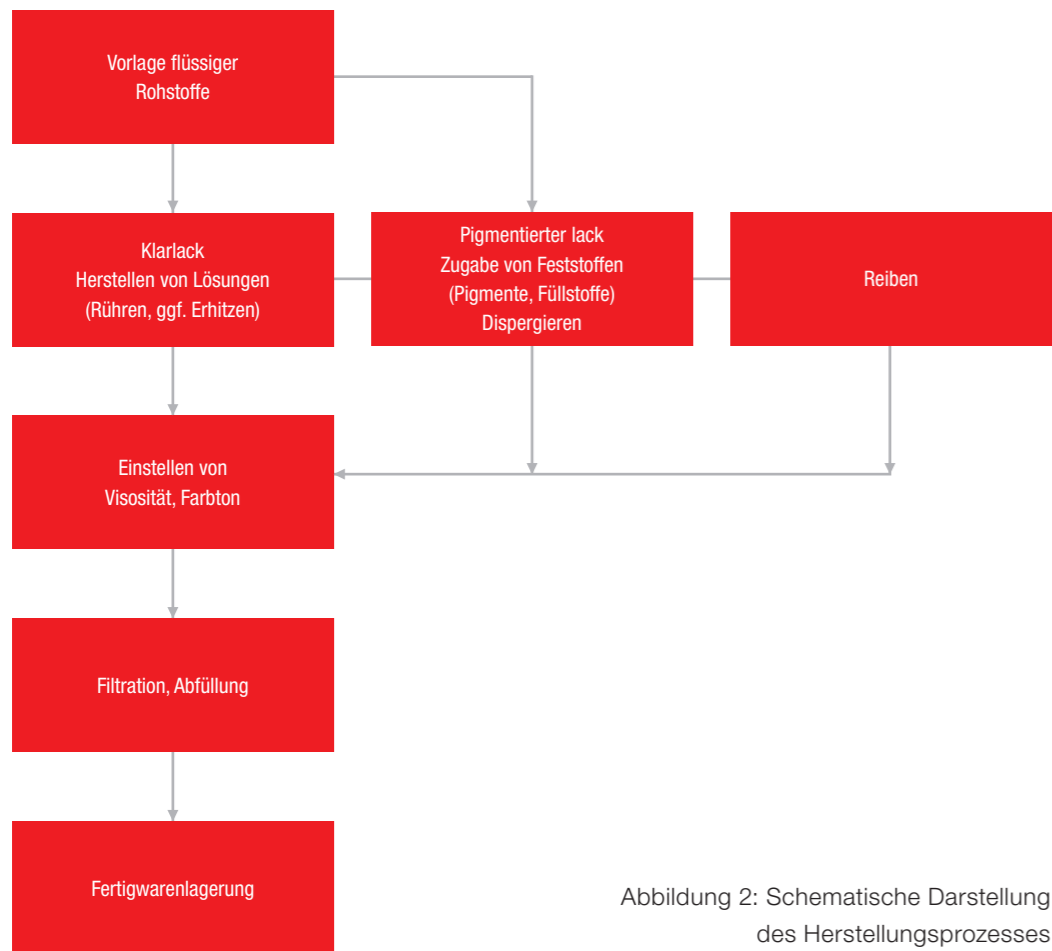 Vorlage flüssiger
Rohstoffe
Klarlack
Herstellen von Lösungen
(Rühren, ggf. Erhitzen)
Pigmentierter lack
Zugabe von Feststoffen
(Pigmente, Füllstoffe)
Dispergieren
Reiben
Einstellen von
Visosität, Farbton
Filtration, Abfüllung
Fertigwarenlagerung
Abbildung 2: Schematische Darstellung
des Herstellungsprozesses